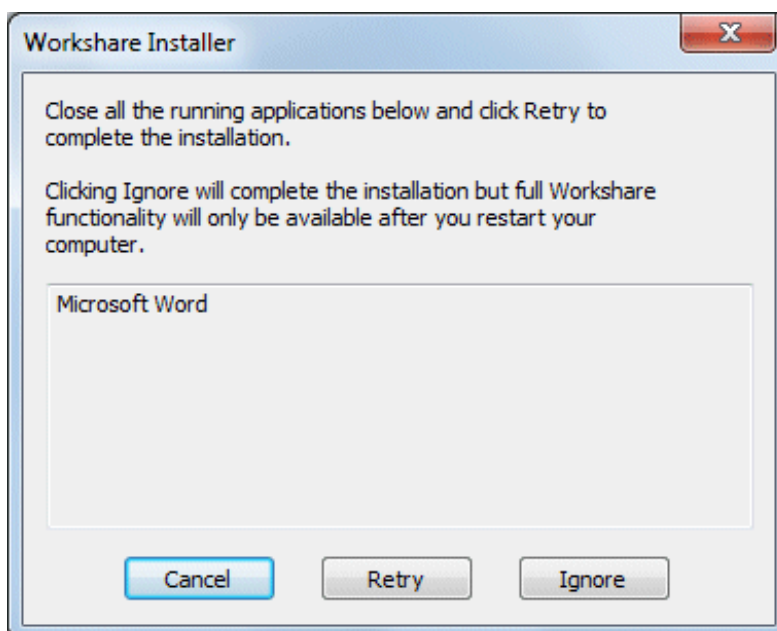 Workshare Installer
Close all the running applications below and click Retry to
complete the installation.
Clicking Ignore will complete the installation but full Workshare
functionality will only be available after you restart your
computer.
Microsoft Word
Cancel
Retry
Ignore